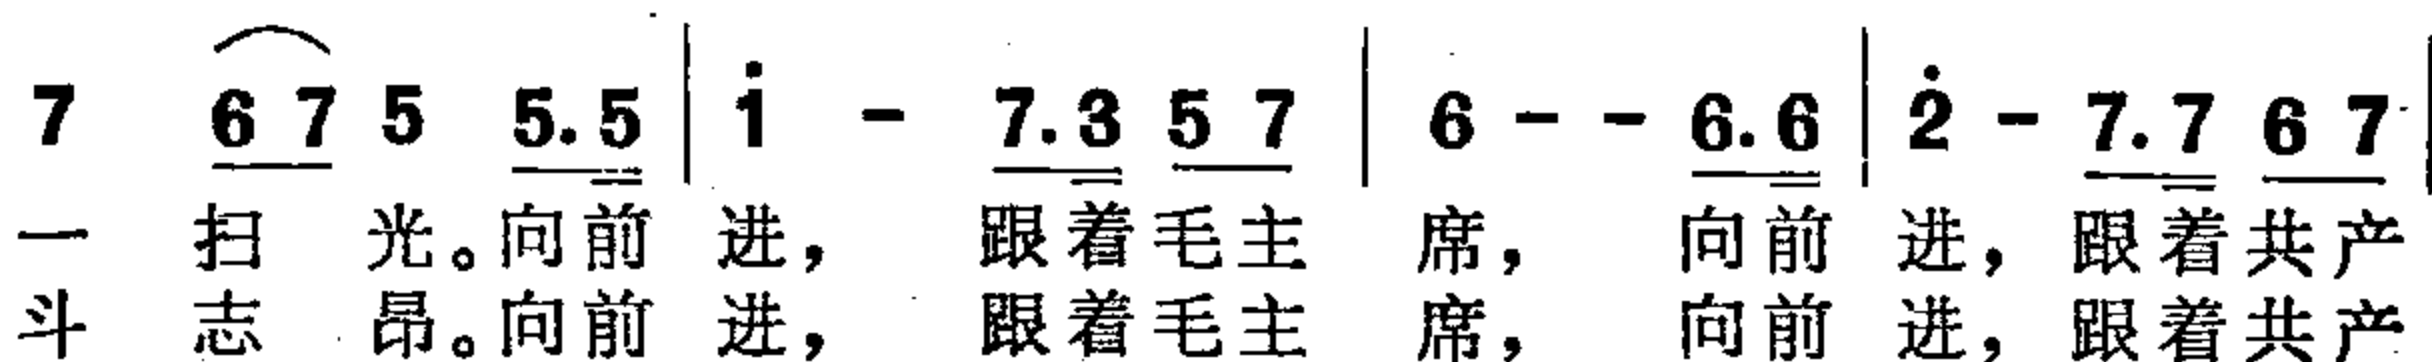 7 6 7 5 5. 5 | 1̇ - 7. 3 5 7 | 6 - - 6. 6 | 2̇ - 7. 7 6 7 |
一 扫 光。向前 进， 跟着毛主 席， 向前 进，跟着共产
斗 志 昂。向前 进， 跟着毛主 席， 向前 进，跟着共产